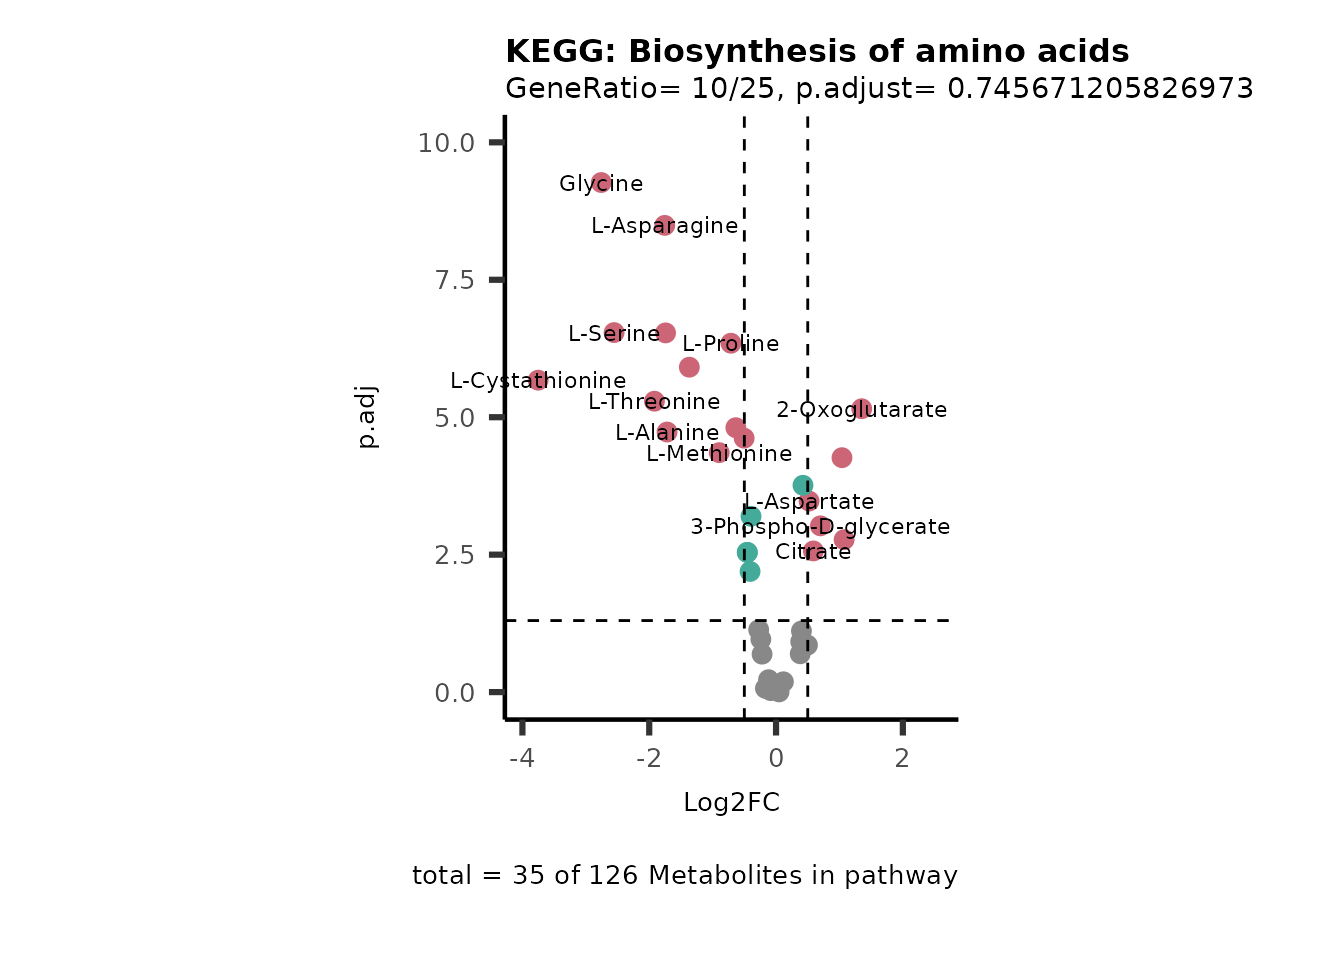 KEGG: Biosynthesis of amino acids
GeneRatio= 10/25, p.adjust= 0.745671205826973
10.0
Glycine
L-Asparagine
7.5
L-Serine
L-Proline
L-Cystathionine
L-Threonine
2-Oxoglutarate
5.0
p.adj
L-Alanine
L-Methionine
L-Aspartate
3-Phospho-D-glycerate
Citrate
2.5
0.0
-4 -2 0 2
Log2FC
total = 35 of 126 Metabolites in pathway